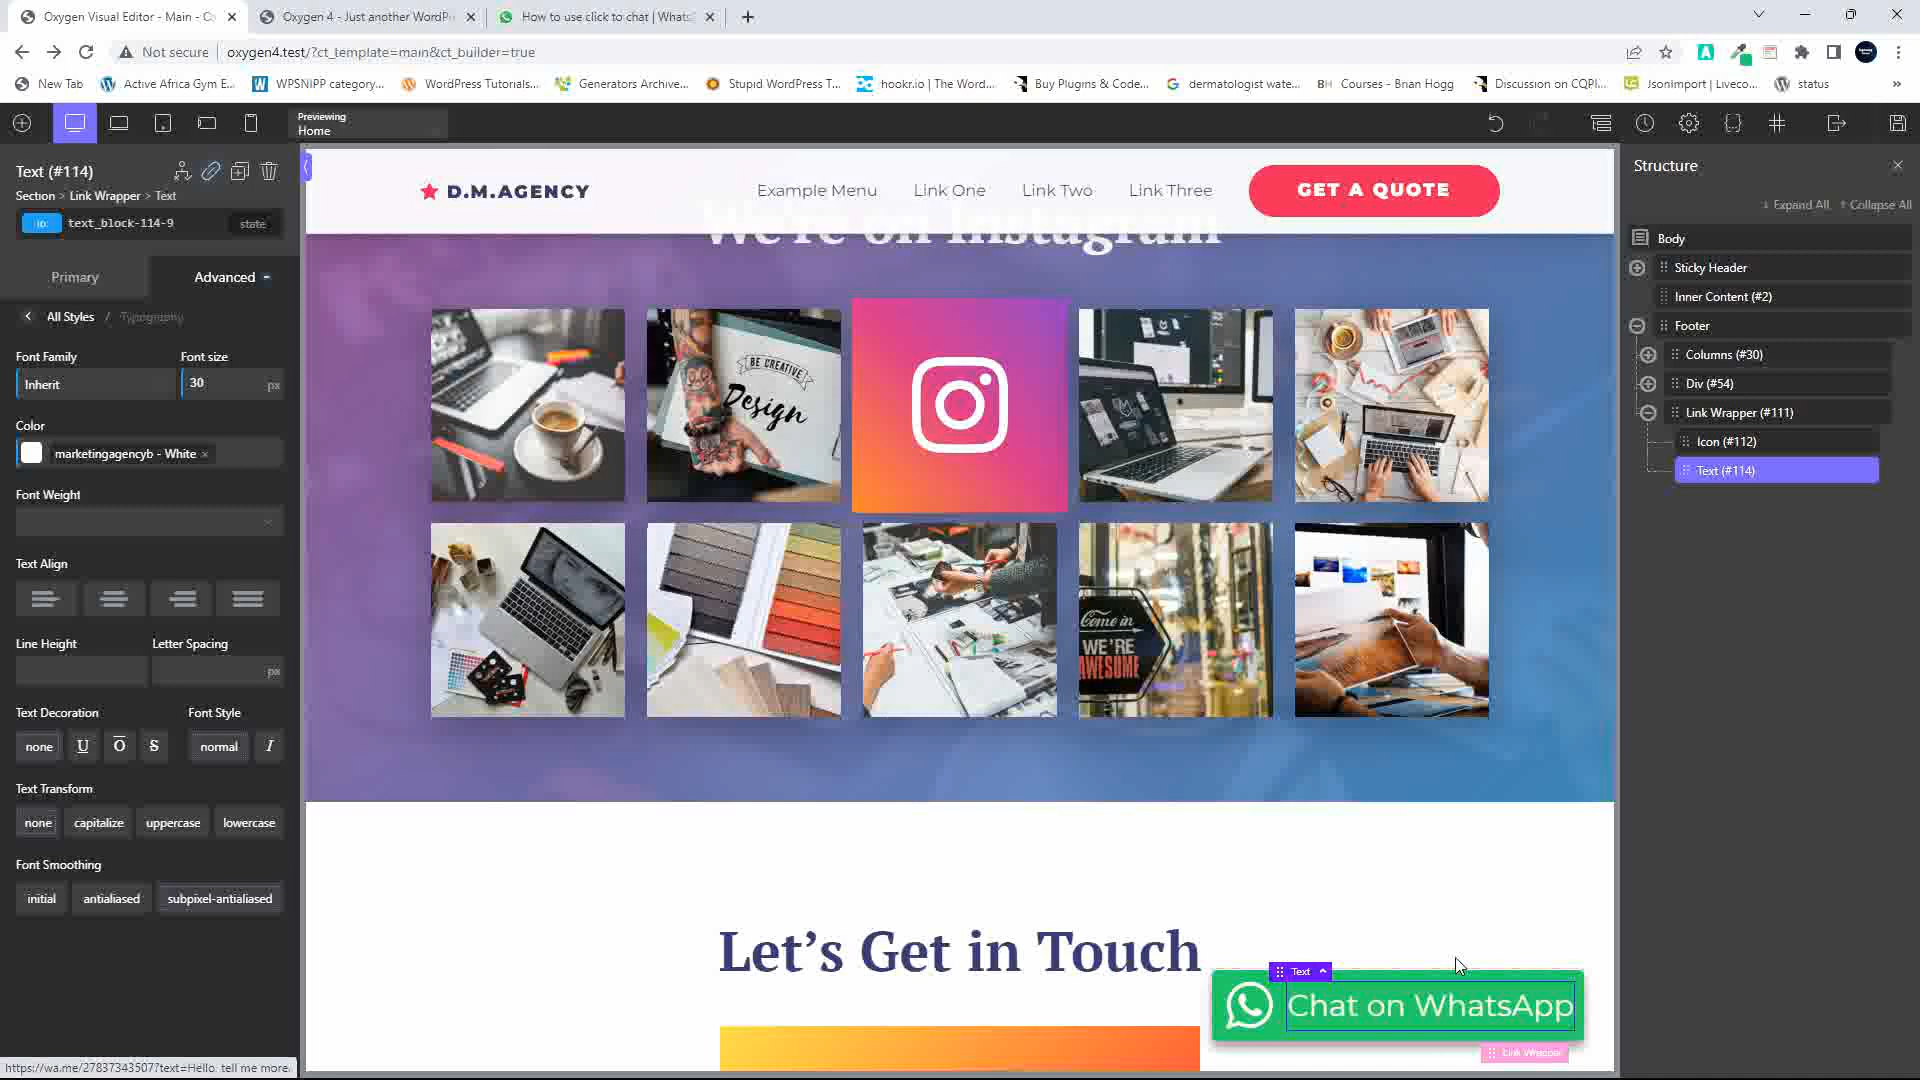 Oxygen Visual Editor - Main - O
Oxygen 4 - Just another WordPr
How to use click to chat | Whats
Not secure
oxygen4.test/?ct_template=main&ct_builder=true
New Tab
Active Africa Gym E...
WPSNIPP category...
WordPress Tutorials...
Generators Archive...
Stupid WordPress T...
hookr.io | The Word...
Buy Plugins & Code...
dermatologist wate...
BH Courses - Brian Hogg
Discussion on CQPI...
Jsonimport | Liveco...
status
Previewing
Home
Text (#114)
Section > Link Wrapper > Text
id: text_block-114-9 state
Primary
Advanced
All Styles / Typography
Font Family
Font size
Inherit
30 px
Color
marketingagencyb - White ×
Font Weight
Text Align
Line Height
Letter Spacing
px
Text Decoration
Font Style
none U O S normal I
Text Transform
none capitalize uppercase lowercase
Font Smoothing
initial antialiased subpixel-antialiased
https://wa.me/27837343507?text=Hello, tell me more.
D.M.AGENCY
Example Menu
Link One
Link Two
Link Three
GET A QUOTE
We're on Instagram
BE CREATIVE
Design
Come in
WE'RE
AWESOME
Let's Get in Touch
Text
Chat on WhatsApp
Link Wrapper
Structure
Expand All
Collapse All
Body
Sticky Header
Inner Content (#2)
Footer
Columns (#30)
Div (#54)
Link Wrapper (#111)
Icon (#112)
Text (#114)